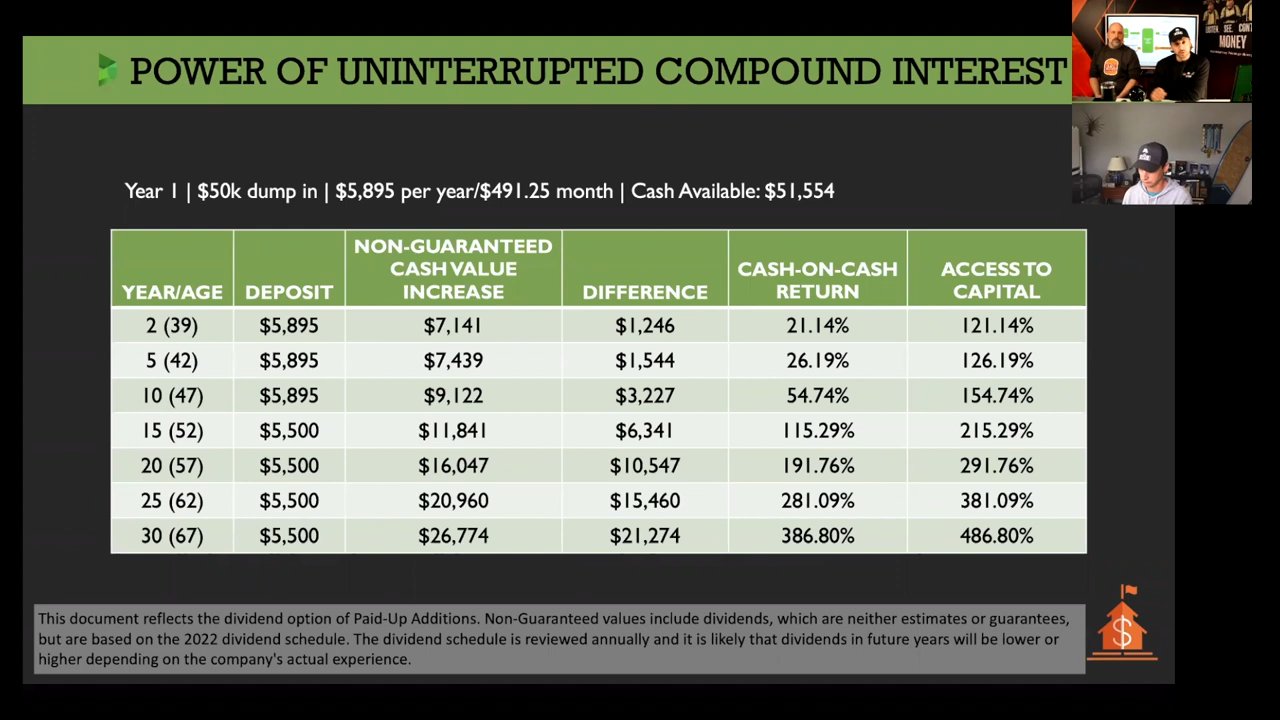 POWER OF UNINTERRUPTED COMPOUND INTEREST
MONEY
Year 1 | $50k dump in | $5,895 per year/$491.25 month | Cash Available: $51,554
YEAR/AGE DEPOSIT NON-GUARANTEED CASH VALUE INCREASE DIFFERENCE CASH-ON-CASH RETURN ACCESS TO CAPITAL
2 (39) $5,895 $7,141 $1,246 21.14% 121.14%
5 (42) $5,895 $7,439 $1,544 26.19% 126.19%
10 (47) $5,895 $9,122 $3,227 54.74% 154.74%
15 (52) $5,500 $11,841 $6,341 115.29% 215.29%
20 (57) $5,500 $16,047 $10,547 191.76% 291.76%
25 (62) $5,500 $20,960 $15,460 281.09% 381.09%
30 (67) $5,500 $26,774 $21,274 386.80% 486.80%
This document reflects the dividend option of Paid-Up Additions. Non-Guaranteed values include dividends, which are neither estimates or guarantees,
but are based on the 2022 dividend schedule. The dividend schedule is reviewed annually and it is likely that dividends in future years will be lower or
higher depending on the company's actual experience.
$